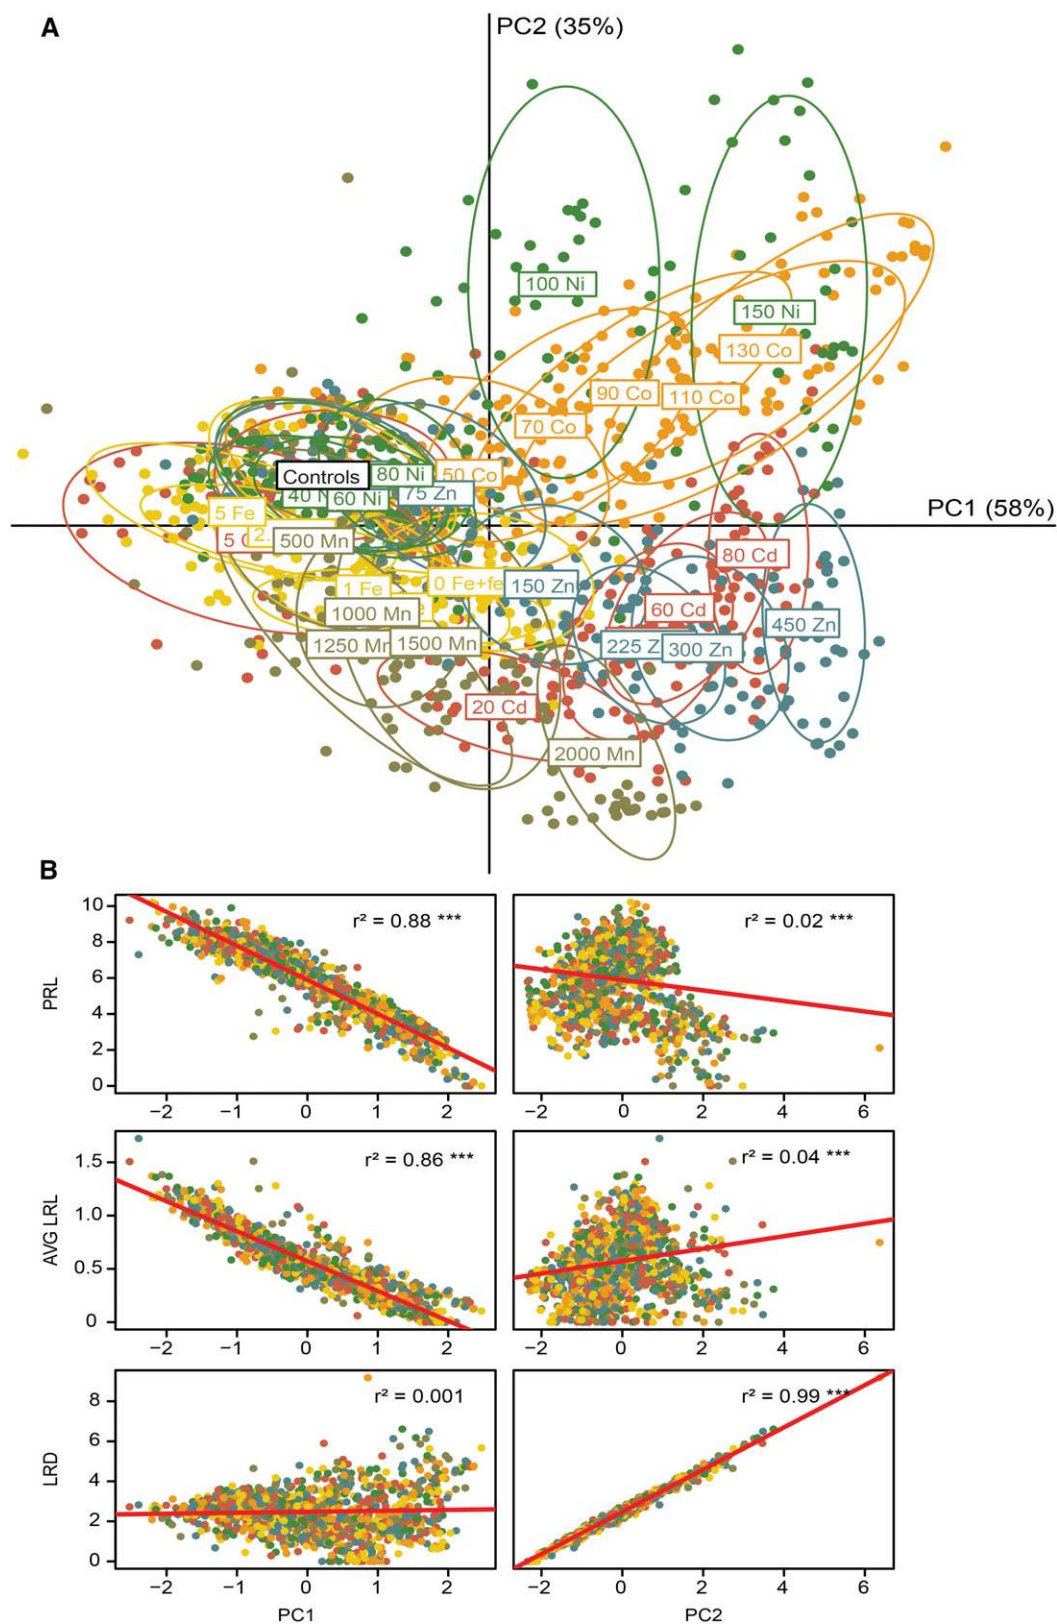 A
PC2 (35%)
100 Ni
150 Ni
130 Co
90 Co
110 Co
70 Co
Controls
80 Ni
50 Co
40
60 Ni
75 Zn
5 Fe
PC1 (58%)
5
2.
500 Mn
80 Cd
1 Fe
0 Fe+fe
150 Zn
1000 Mn
e
60 Cd
450 Zn
1250 Mn
1500 Mn
225 Z
300 Zn
20 Cd
2000 Mn
B
10
8
6
4
2
0
PRL
r² = 0.88 ***
r² = 0.02 ***
−2 −1 0 1 2
−2 0 2 4 6
1.5
1.0
0.5
0
AVG LRL
r² = 0.86 ***
r² = 0.04 ***
−2 −1 0 1 2
−2 0 2 4 6
8
6
4
2
0
LRD
r² = 0.001
r² = 0.99 ***
−2 −1 0 1 2
−2 0 2 4 6
PC1
PC2